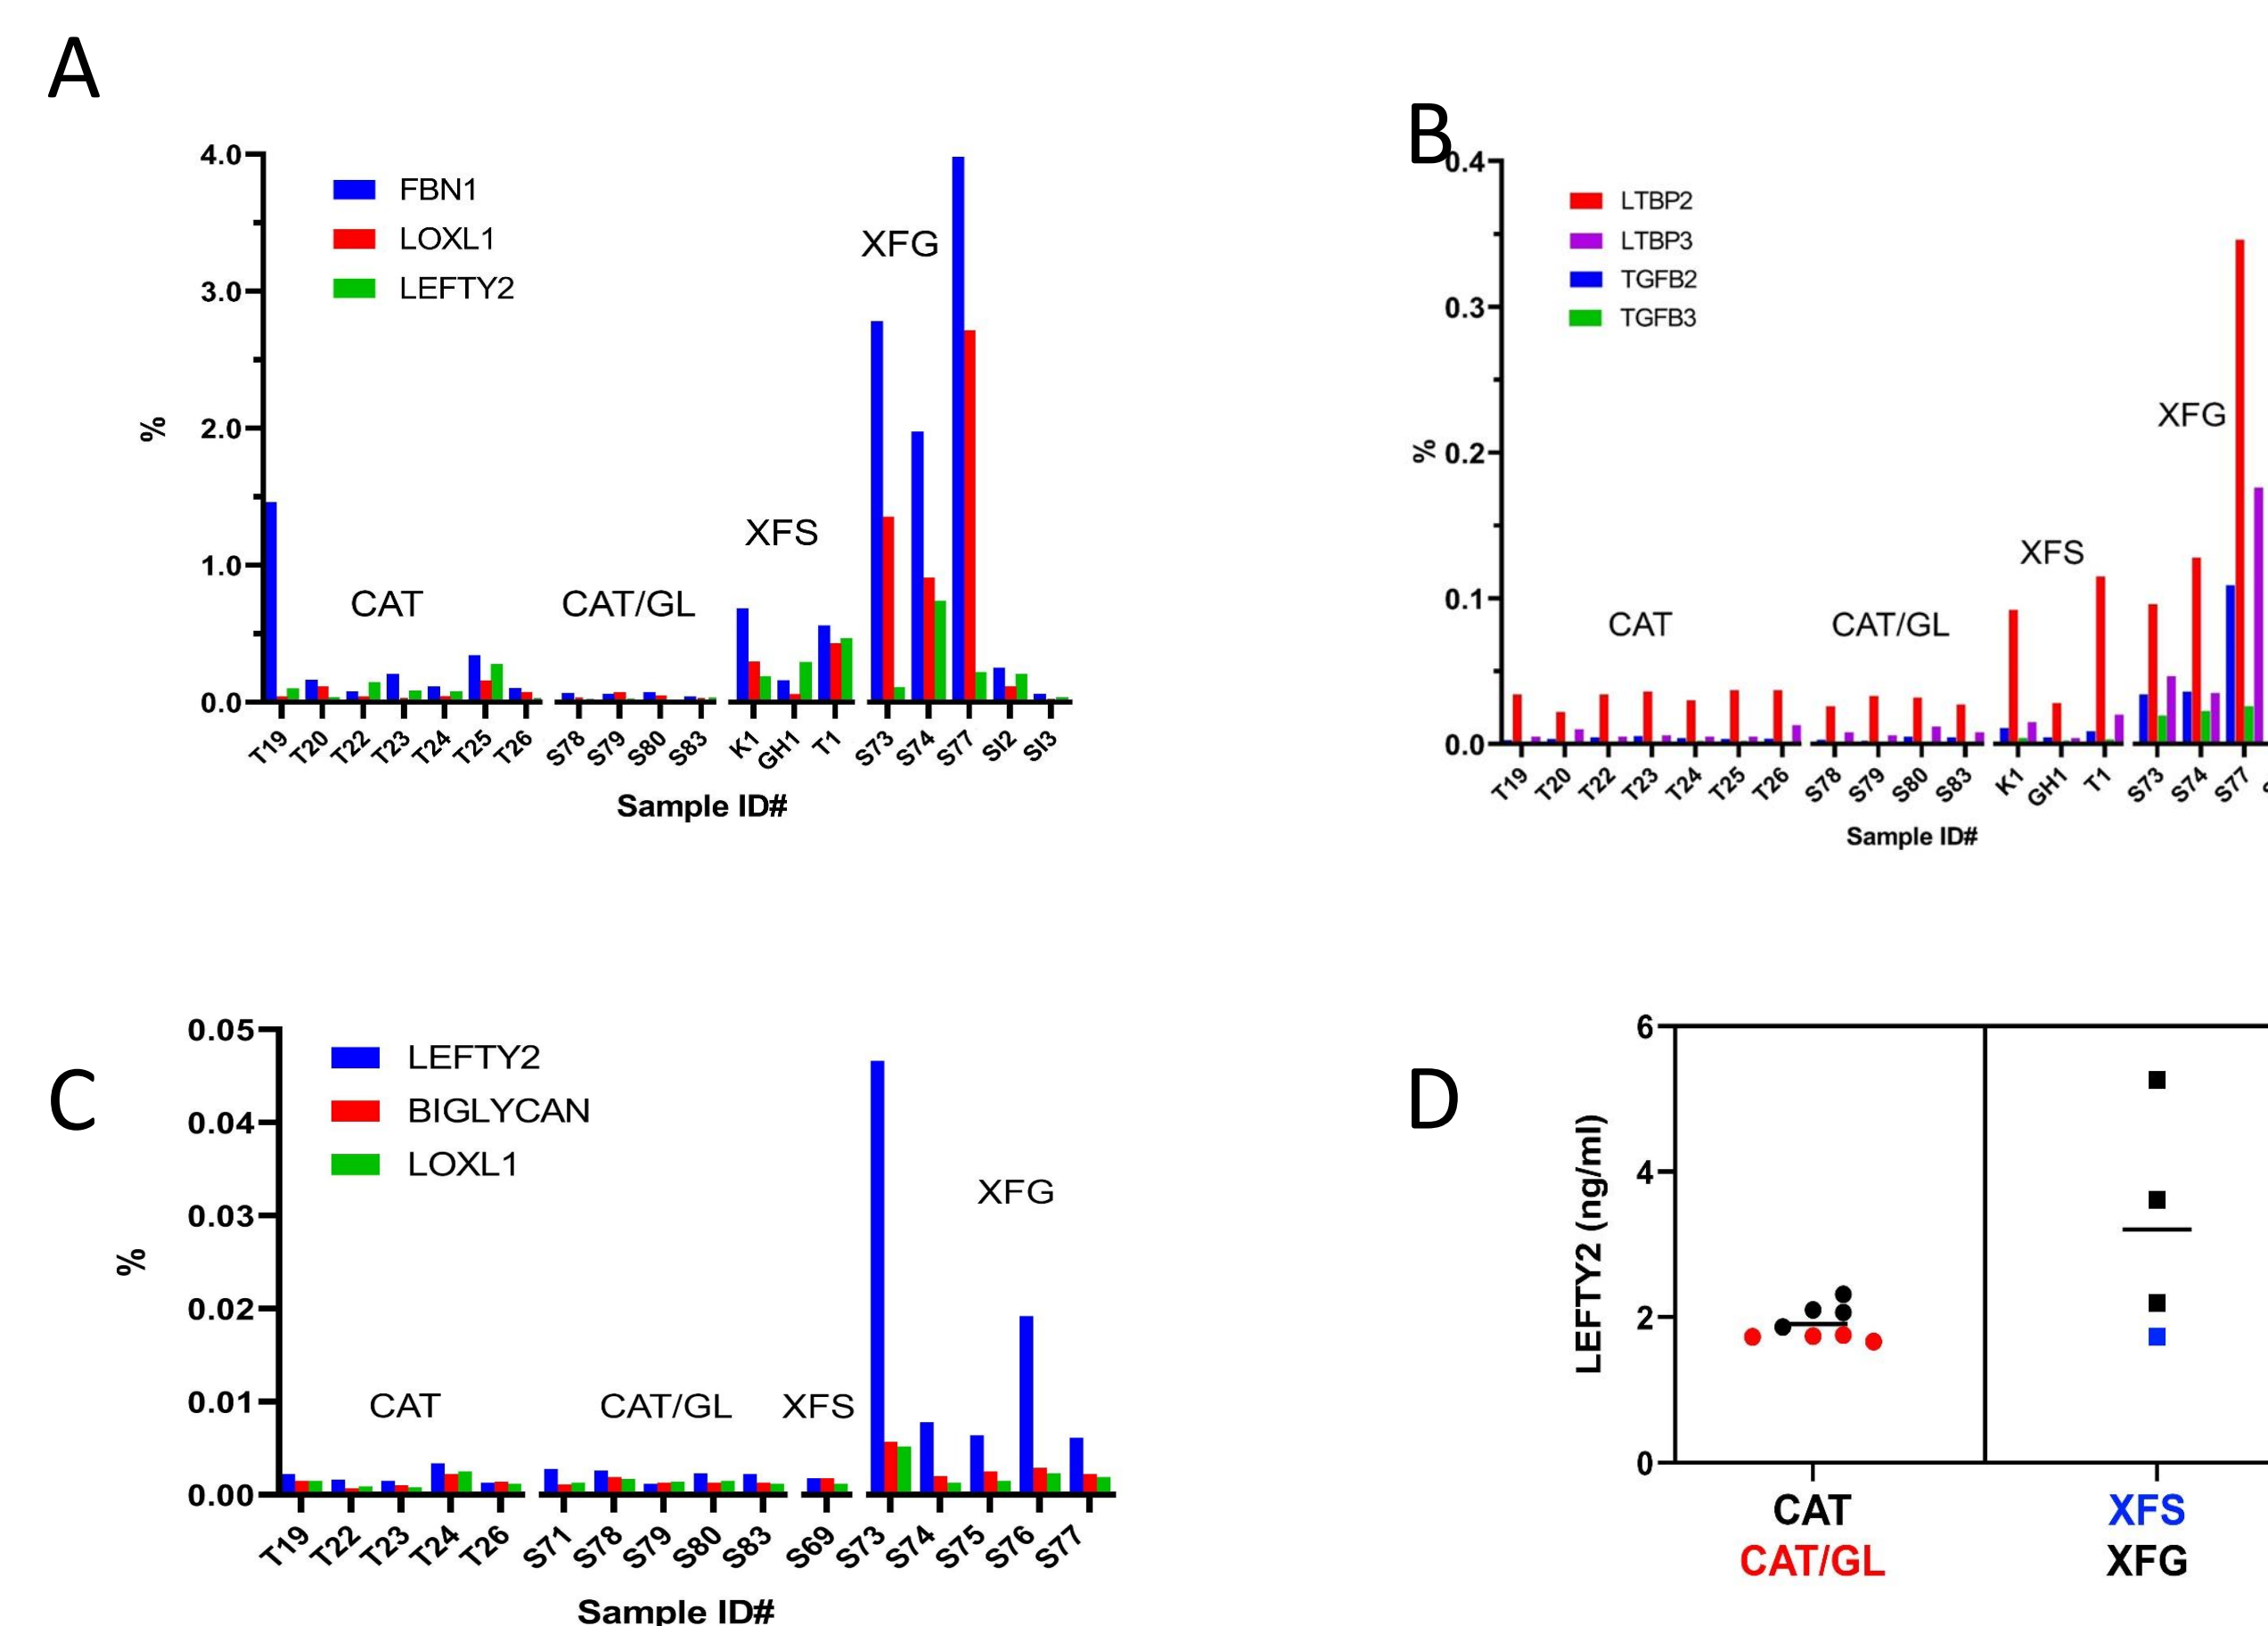 A
4.0
3.0
2.0
1.0
0.0
%
FBN1
LOXL1
LEFTY2
CAT
CAT/GL
XFS
XFG
T19 T20 T22 T23 T24 T25 T26 S78 S79 S80 S83 K1 GH1 T1 S73 S74 S77 SI2 SI3
Sample ID#
B
0.4
0.3
0.2
0.1
0.0
%
LTBP2
LTBP3
TGFB2
TGFB3
CAT
CAT/GL
XFS
XFG
T19 T20 T22 T23 T24 T25 T26 S78 S79 S80 S83 K1 GH1 T1 S73 S74 S77
Sample ID#
C
0.05
0.04
0.03
0.02
0.01
0.00
%
LEFTY2
BIGLYCAN
LOXL1
CAT
CAT/GL
XFS
XFG
T19 T22 T23 T24 T26 S71 S78 S79 S80 S83 S69 S73 S74 S75 S76 S77
Sample ID#
D
6
4
2
0
LEFTY2 (ng/ml)
CAT
CAT/GL
XFS
XFG